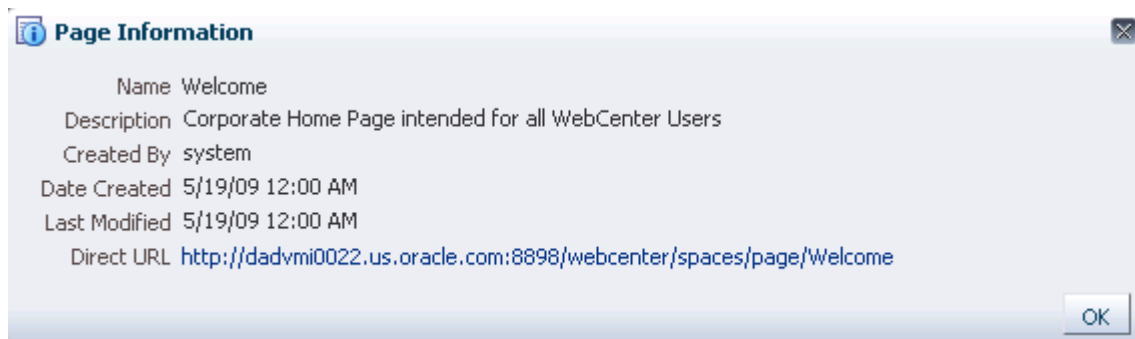 Page Information
Name Welcome
Description Corporate Home Page intended for all WebCenter Users
Created By system
Date Created 5/19/09 12:00 AM
Last Modified 5/19/09 12:00 AM
Direct URL http://dadvmi0022.us.oracle.com:8898/webcenter/spaces/page/Welcome
OK